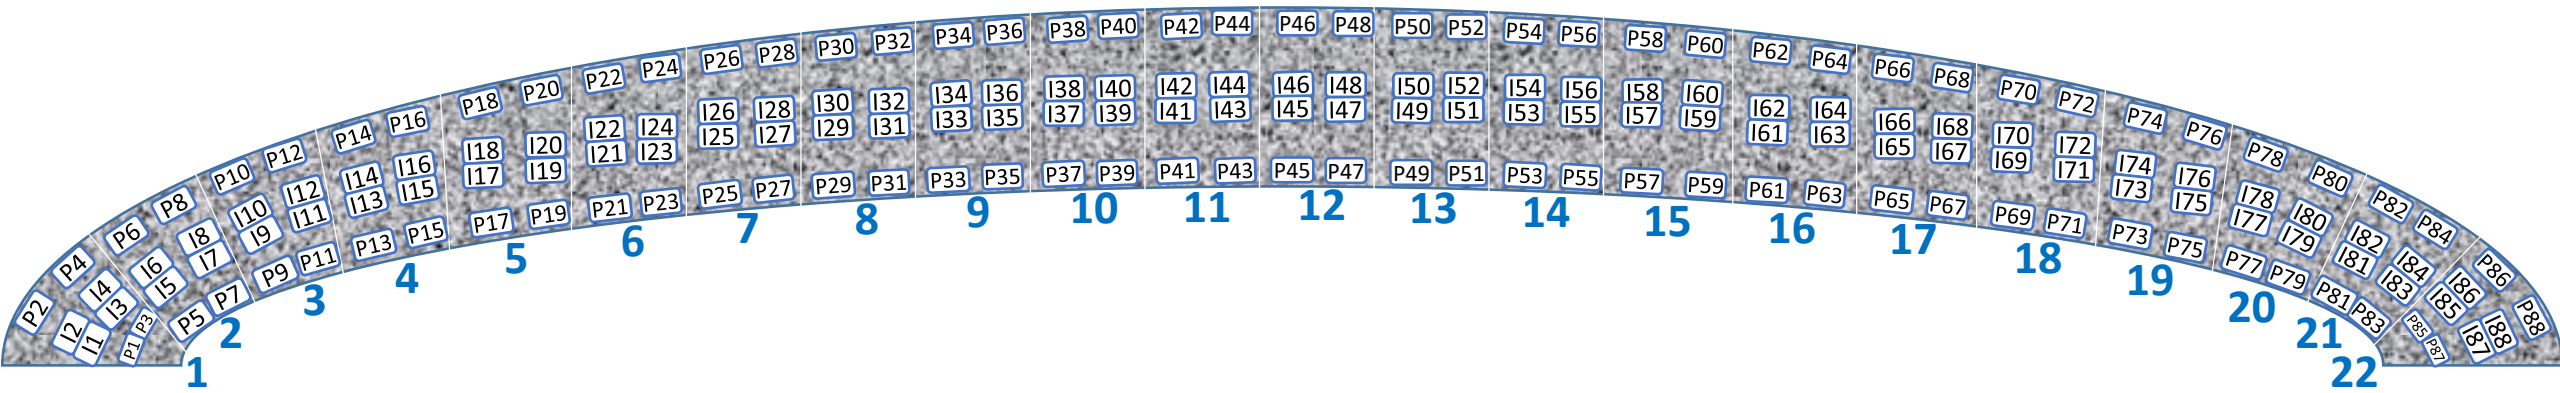 P2 P4 P6 P8 P10 P12 P14 P16 P18 P20 P22 P24 P26 P28 P30 P32 P34 P36 P38 P40 P42 P44 P46 P48 P50 P52 P54 P56 P58 P60 P62 P64 P66 P68 P70 P72 P74 P76 P78 P80 P82 P84 P86 P88
I2 I4 I6 I8 I10 I12 I14 I16 I18 I20 I22 I24 I26 I28 I30 I32 I34 I36 I38 I40 I42 I44 I46 I48 I50 I52 I54 I56 I58 I60 I62 I64 I66 I68 I70 I72 I74 I76 I78 I80 I82 I84 I86 I88
I1 I3 I5 I7 I9 I11 I13 I15 I17 I19 I21 I23 I25 I27 I29 I31 I33 I35 I37 I39 I41 I43 I45 I47 I49 I51 I53 I55 I57 I59 I61 I63 I65 I67 I69 I71 I73 I75 I77 I79 I81 I83 I85 I87
P1 P3 P5 P7 P9 P11 P13 P15 P17 P19 P21 P23 P25 P27 P29 P31 P33 P35 P37 P39 P41 P43 P45 P47 P49 P51 P53 P55 P57 P59 P61 P63 P65 P67 P69 P71 P73 P75 P77 P79 P81 P83 P85 P87
1 2 3 4 5 6 7 8 9 10 11 12 13 14 15 16 17 18 19 20 21 22